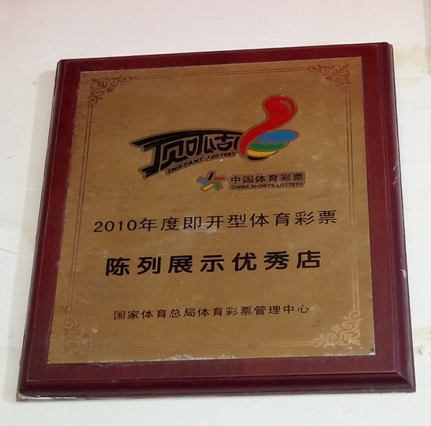 顶呱刮
INSTANT LOTTERY
中国体育彩票
CHINA SPORTS LOTTERY
2010年度即开型体育彩票
陈列展示优秀店
国家体育总局体育彩票管理中心